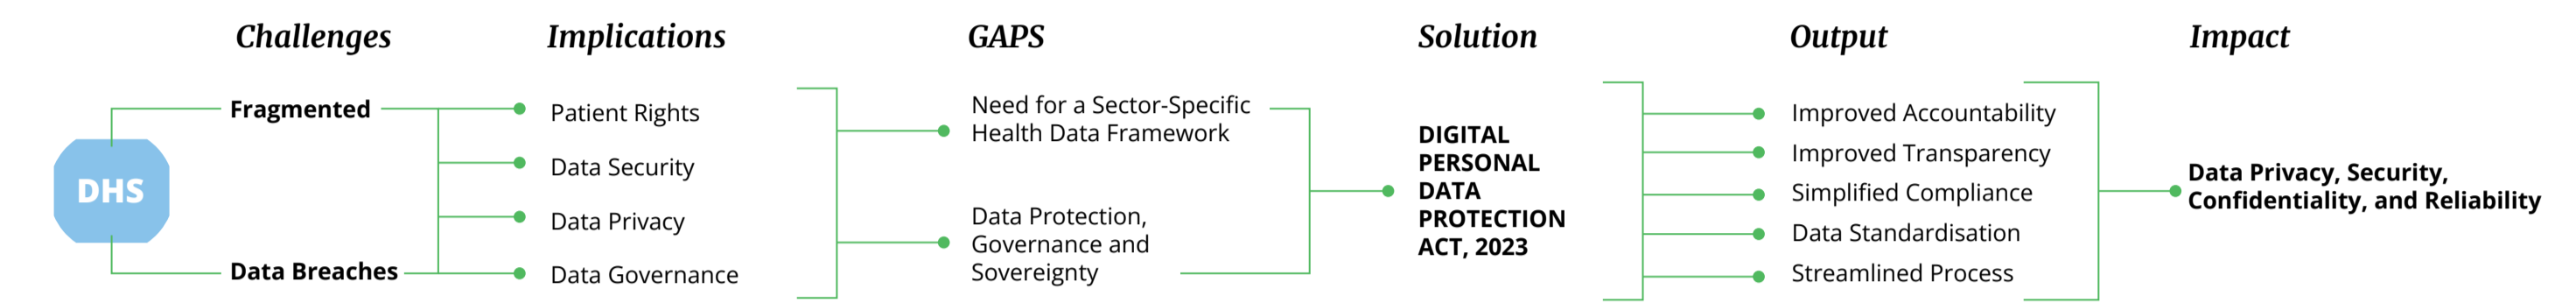 Challenges
Implications
GAPS
Solution
Output
Impact
DHS
Fragmented
Data Breaches
Patient Rights
Data Security
Data Privacy
Data Governance
Need for a Sector-Specific
Health Data Framework
Data Protection,
Governance and
Sovereignty
DIGITAL
PERSONAL
DATA
PROTECTION
ACT, 2023
Improved Accountability
Improved Transparency
Simplified Compliance
Data Standardisation
Streamlined Process
Data Privacy, Security,
Confidentiality, and Reliability